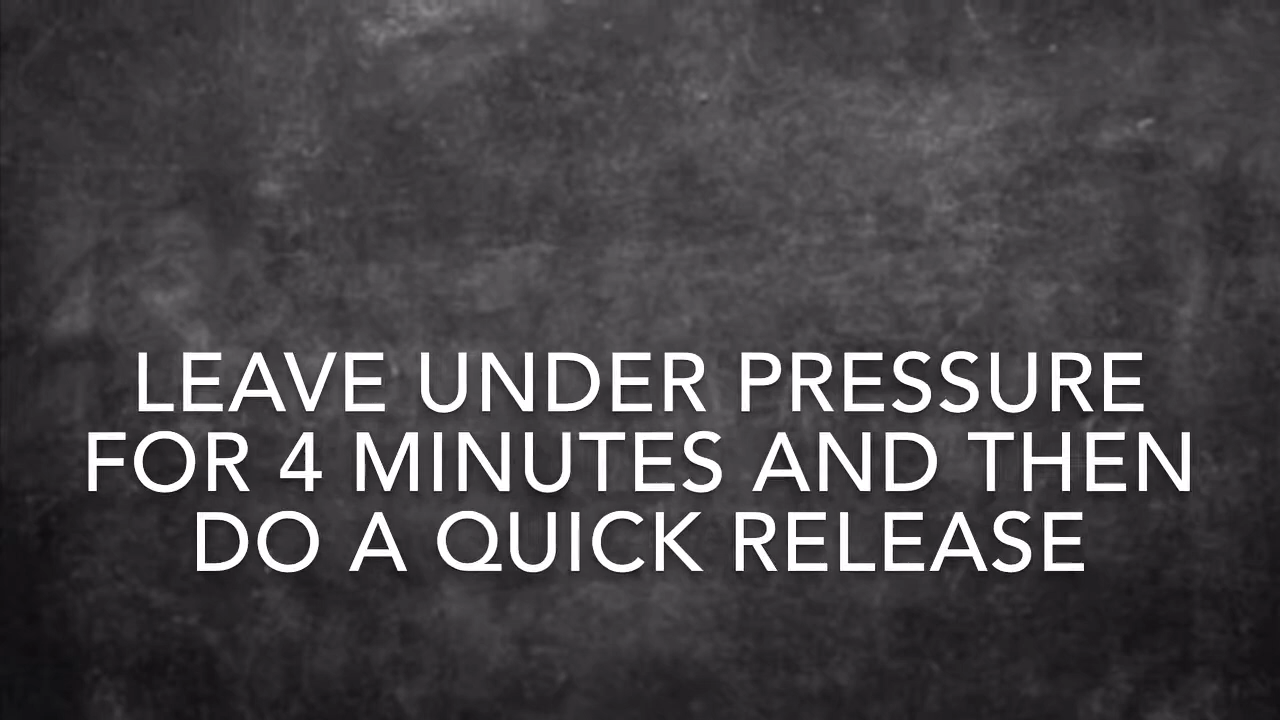 LEAVE UNDER PRESSURE
FOR 4 MINUTES AND THEN
DO A QUICK RELEASE